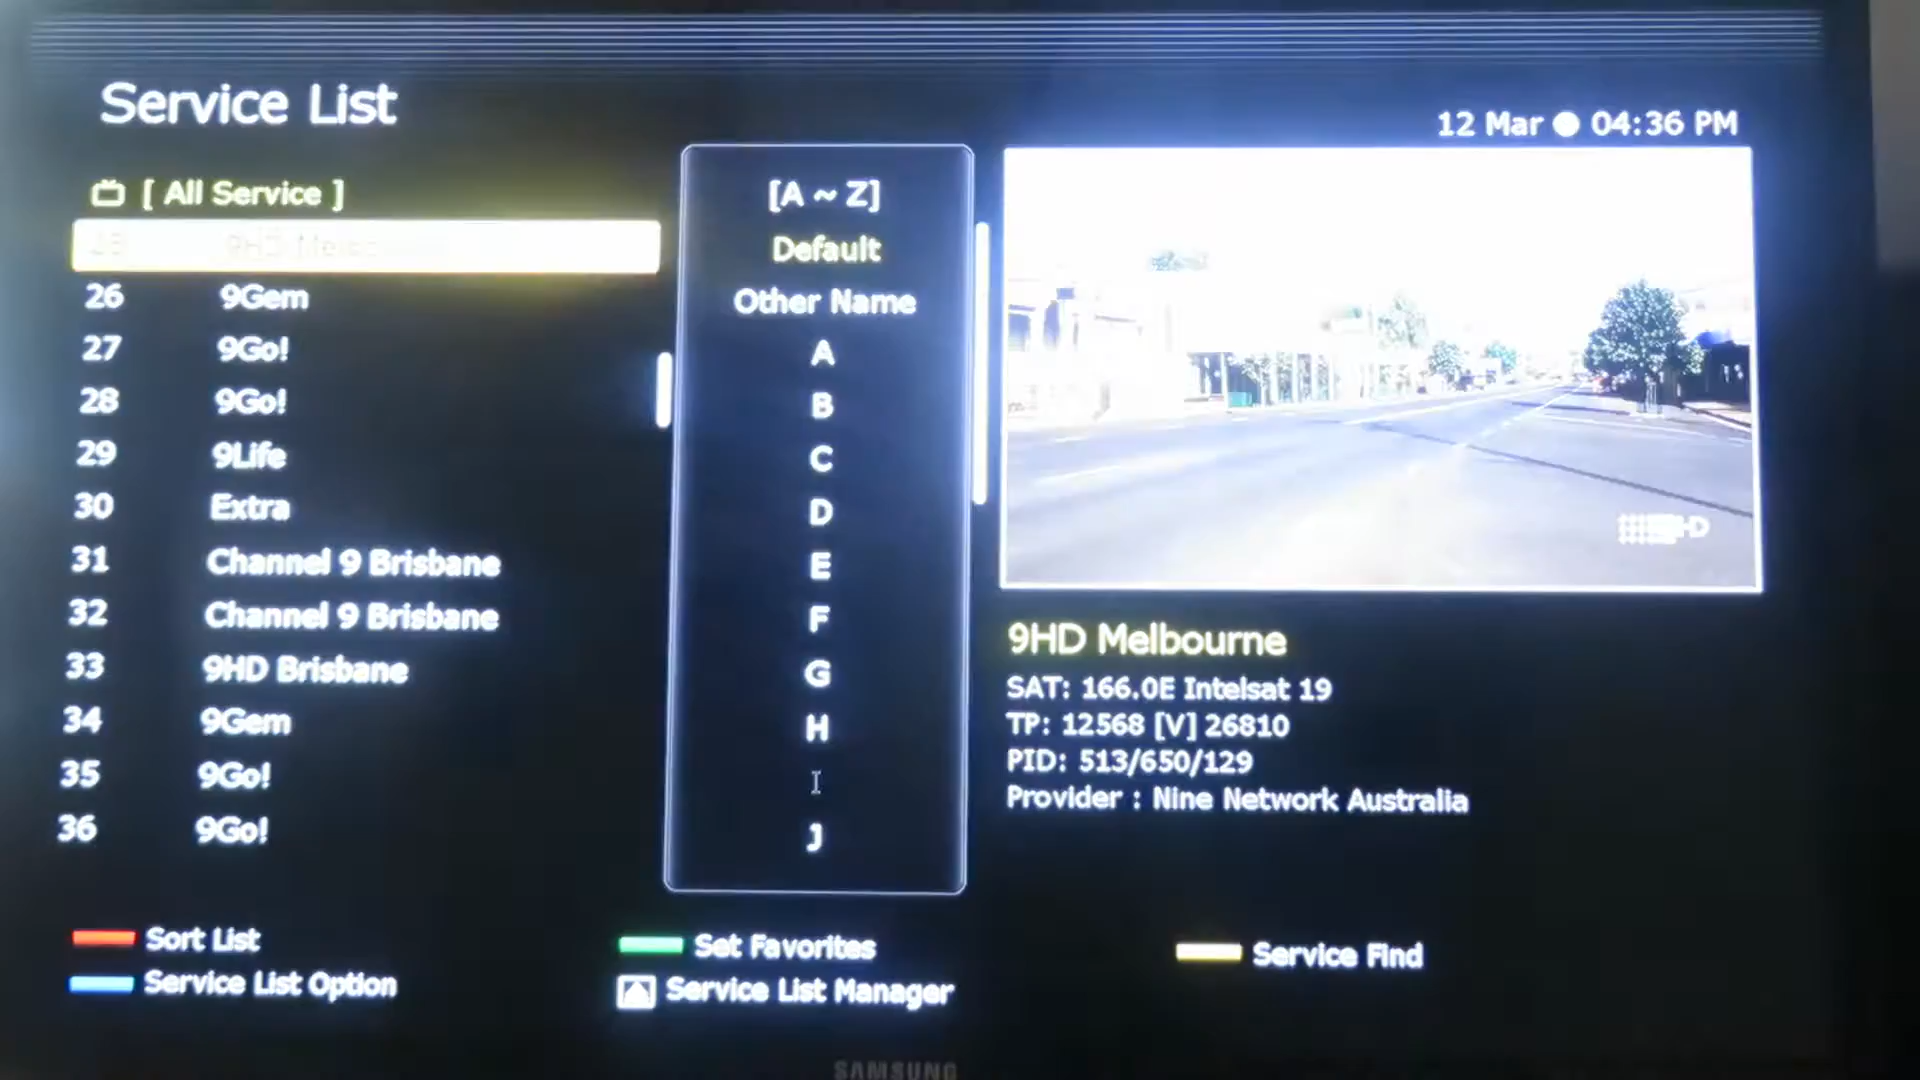 Service List
12 Mar 04:36 PM
[ All Service ]
9HD
26 9Gem
27 9Go!
28 9Go!
29 9Life
30 Extra
31 Channel 9 Brisbane
32 Channel 9 Brisbane
33 9HD Brisbane
34 9Gem
35 9Go!
36 9Go!
[A ~ Z]
Default
Other Name
A
B
C
D
E
F
G
H
I
J
HD
9HD Melbourne
SAT: 166.0E Intelsat 19
TP: 12568 [V] 26810
PID: 513/650/129
Provider : Nine Network Australia
Sort List
Set Favorites
Service Find
Service List Option
Service List Manager
SAMSUNG